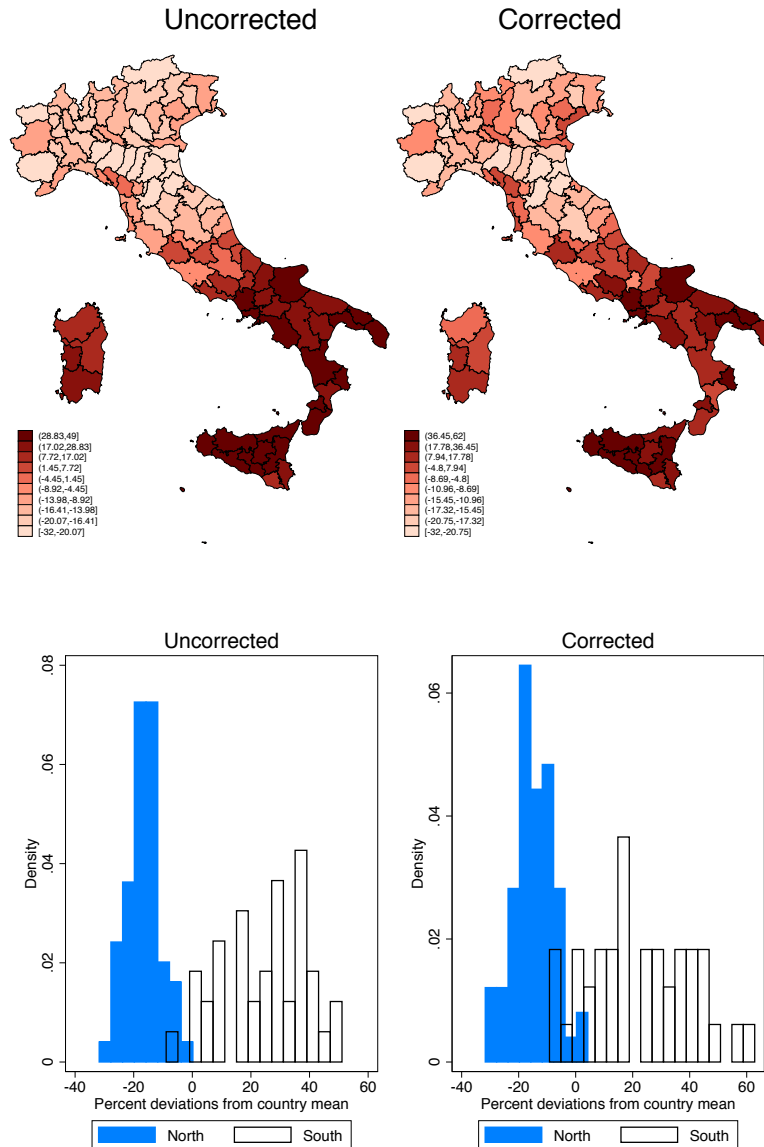 Uncorrected
Corrected
(28.83,49]
(17.02,28.83]
(7.72,17.02]
(1.45,7.72]
(-4.45,1.45]
(-8.92,-4.45]
(-13.98,-8.92]
(-16.41,-13.98]
(-20.07,-16.41]
[-32,-20.07]
(36.45,62]
(17.78,36.45]
(7.94,17.78]
(-4.8,7.94]
(-8.69,-4.8]
(-10.96,-8.69]
(-15.45,-10.96]
(-17.32,-15.45]
(-20.75,-17.32]
[-32,-20.75]
Uncorrected
.08
.06
.04
.02
0
Density
-40 -20 0 20 40 60
Percent deviations from country mean
North South
Corrected
.06
.04
.02
0
Density
-40 -20 0 20 40 60
Percent deviations from country mean
North South